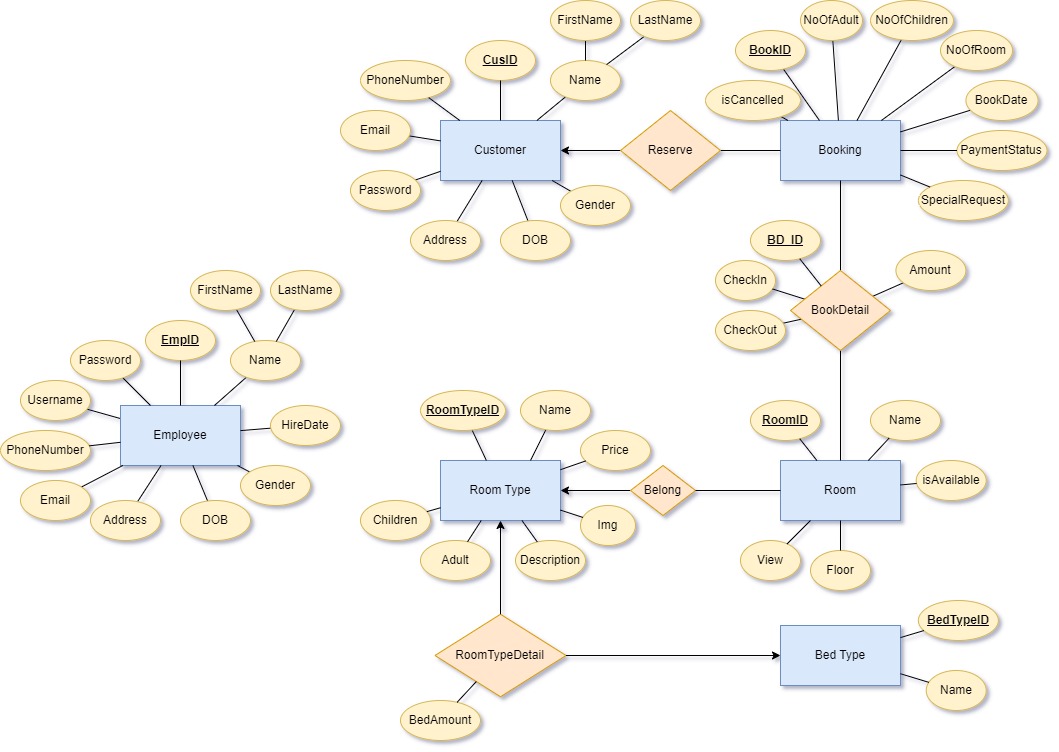 FirstName
LastName
NoOfAdult
NoOfChildren
CusID
BookID
NoOfRoom
PhoneNumber
Name
isCancelled
BookDate
Email
Customer
Reserve
Booking
PaymentStatus
Password
Gender
SpecialRequest
Address
DOB
BD_ID
CheckIn
Amount
BookDetail
CheckOut
FirstName
LastName
EmpID
Password
Name
Username
HireDate
Employee
PhoneNumber
Gender
Email
Address
DOB
RoomTypeID
Name
RoomID
Name
Price
Room Type
Belong
Room
isAvailable
Children
Img
Adult
Description
View
Floor
RoomTypeDetail
BedAmount
BedTypeID
Bed Type
Name